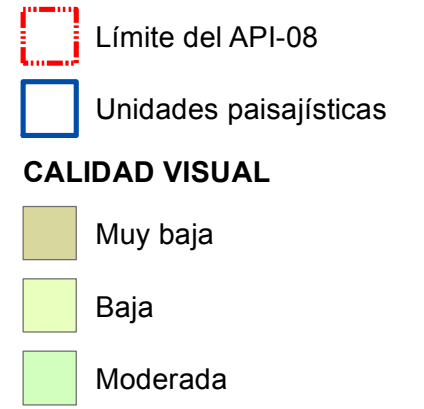 Límite del API-08
Unidades paisajísticas
CALIDAD VISUAL
Muy baja
Baja
Moderada